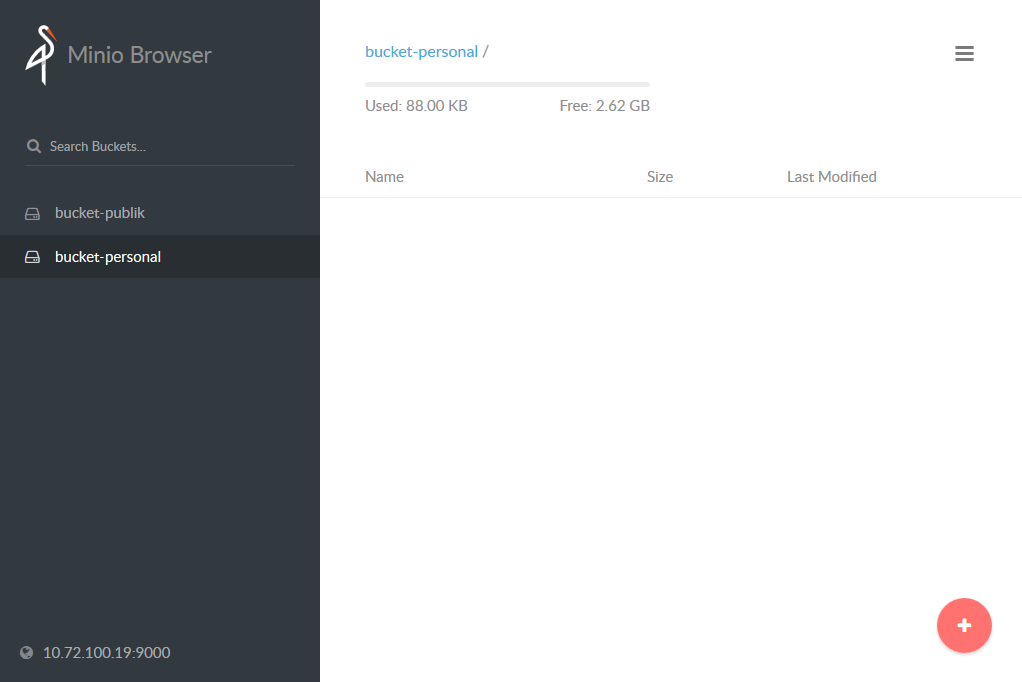 Minio Browser
Search Buckets...
bucket-publik
bucket-personal
10.72.100.19:9000
bucket-personal /
Used: 88.00 KB Free: 2.62 GB
Name Size Last Modified